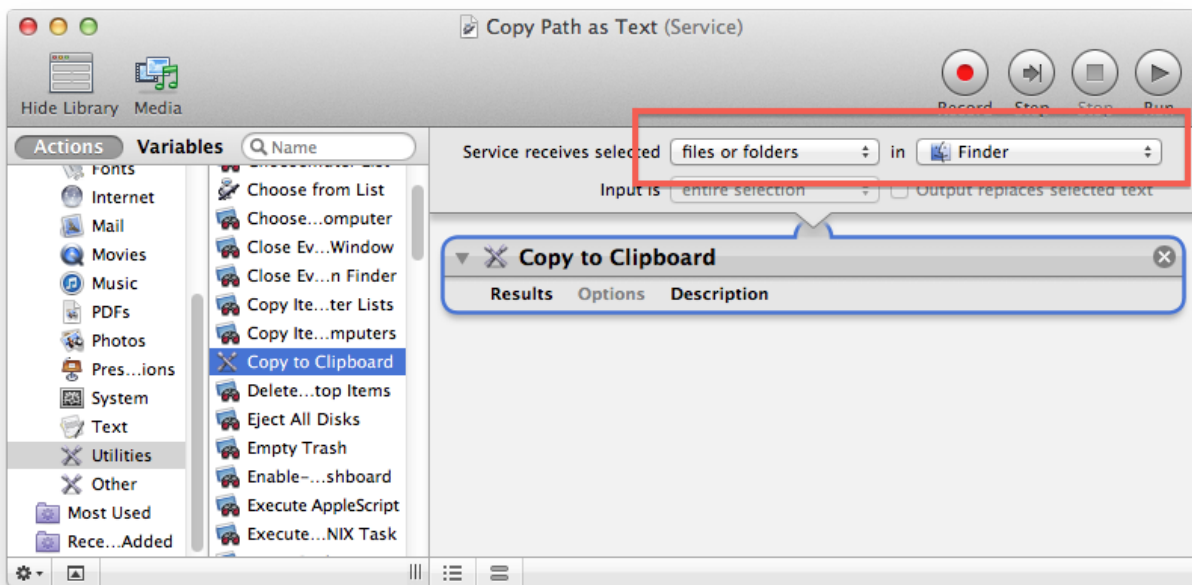 Copy Path as Text (Service)
Hide Library Media
Record Step Stop Run
Actions Variables Name
Service receives selected files or folders in Finder
Input is entire selection Output replaces selected text
Fonts
Internet
Mail
Movies
Music
PDFs
Photos
Pres...ions
System
Text
Utilities
Other
Most Used
Rece...Added
Choose from List
Choose...omputer
Close Ev...Window
Close Ev...n Finder
Copy Ite...ter Lists
Copy Ite...mputers
Copy to Clipboard
Delete...top Items
Eject All Disks
Empty Trash
Enable-...shboard
Execute AppleScript
Execute...NIX Task
Copy to Clipboard
Results Options Description